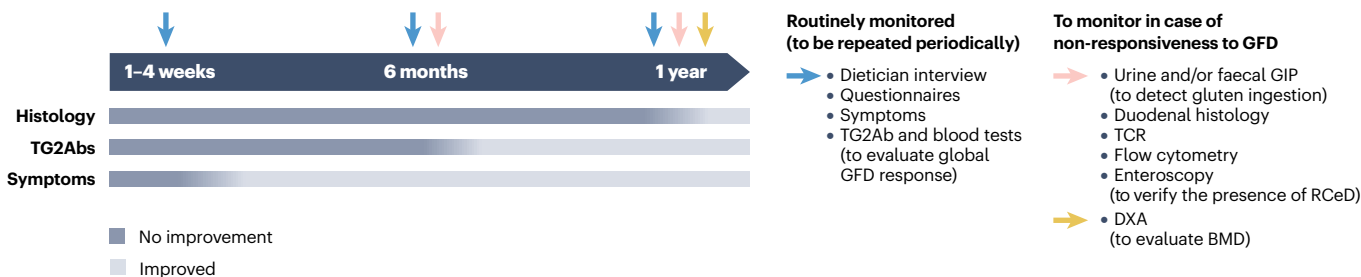 1–4 weeks
6 months
1 year
Histology
TG2Abs
Symptoms
No improvement
Improved
Routinely monitored
(to be repeated periodically)
• Dietician interview
• Questionnaires
• Symptoms
• TG2Ab and blood tests
(to evaluate global
GFD response)
To monitor in case of
non-responsiveness to GFD
• Urine and/or faecal GIP
(to detect gluten ingestion)
• Duodenal histology
• TCR
• Flow cytometry
• Enteroscopy
(to verify the presence of RCeD)
• DXA
(to evaluate BMD)